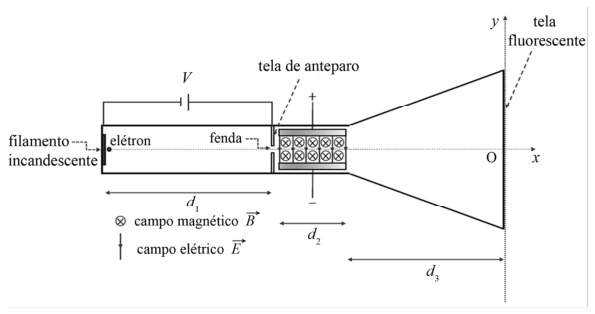 y
tela
fluorescente
V
tela de anteparo
+
filamento
incandescente
elétron
fenda
O
x
–
d₁
d₂
d₃
⊗ campo magnético B⃗
campo elétrico E⃗